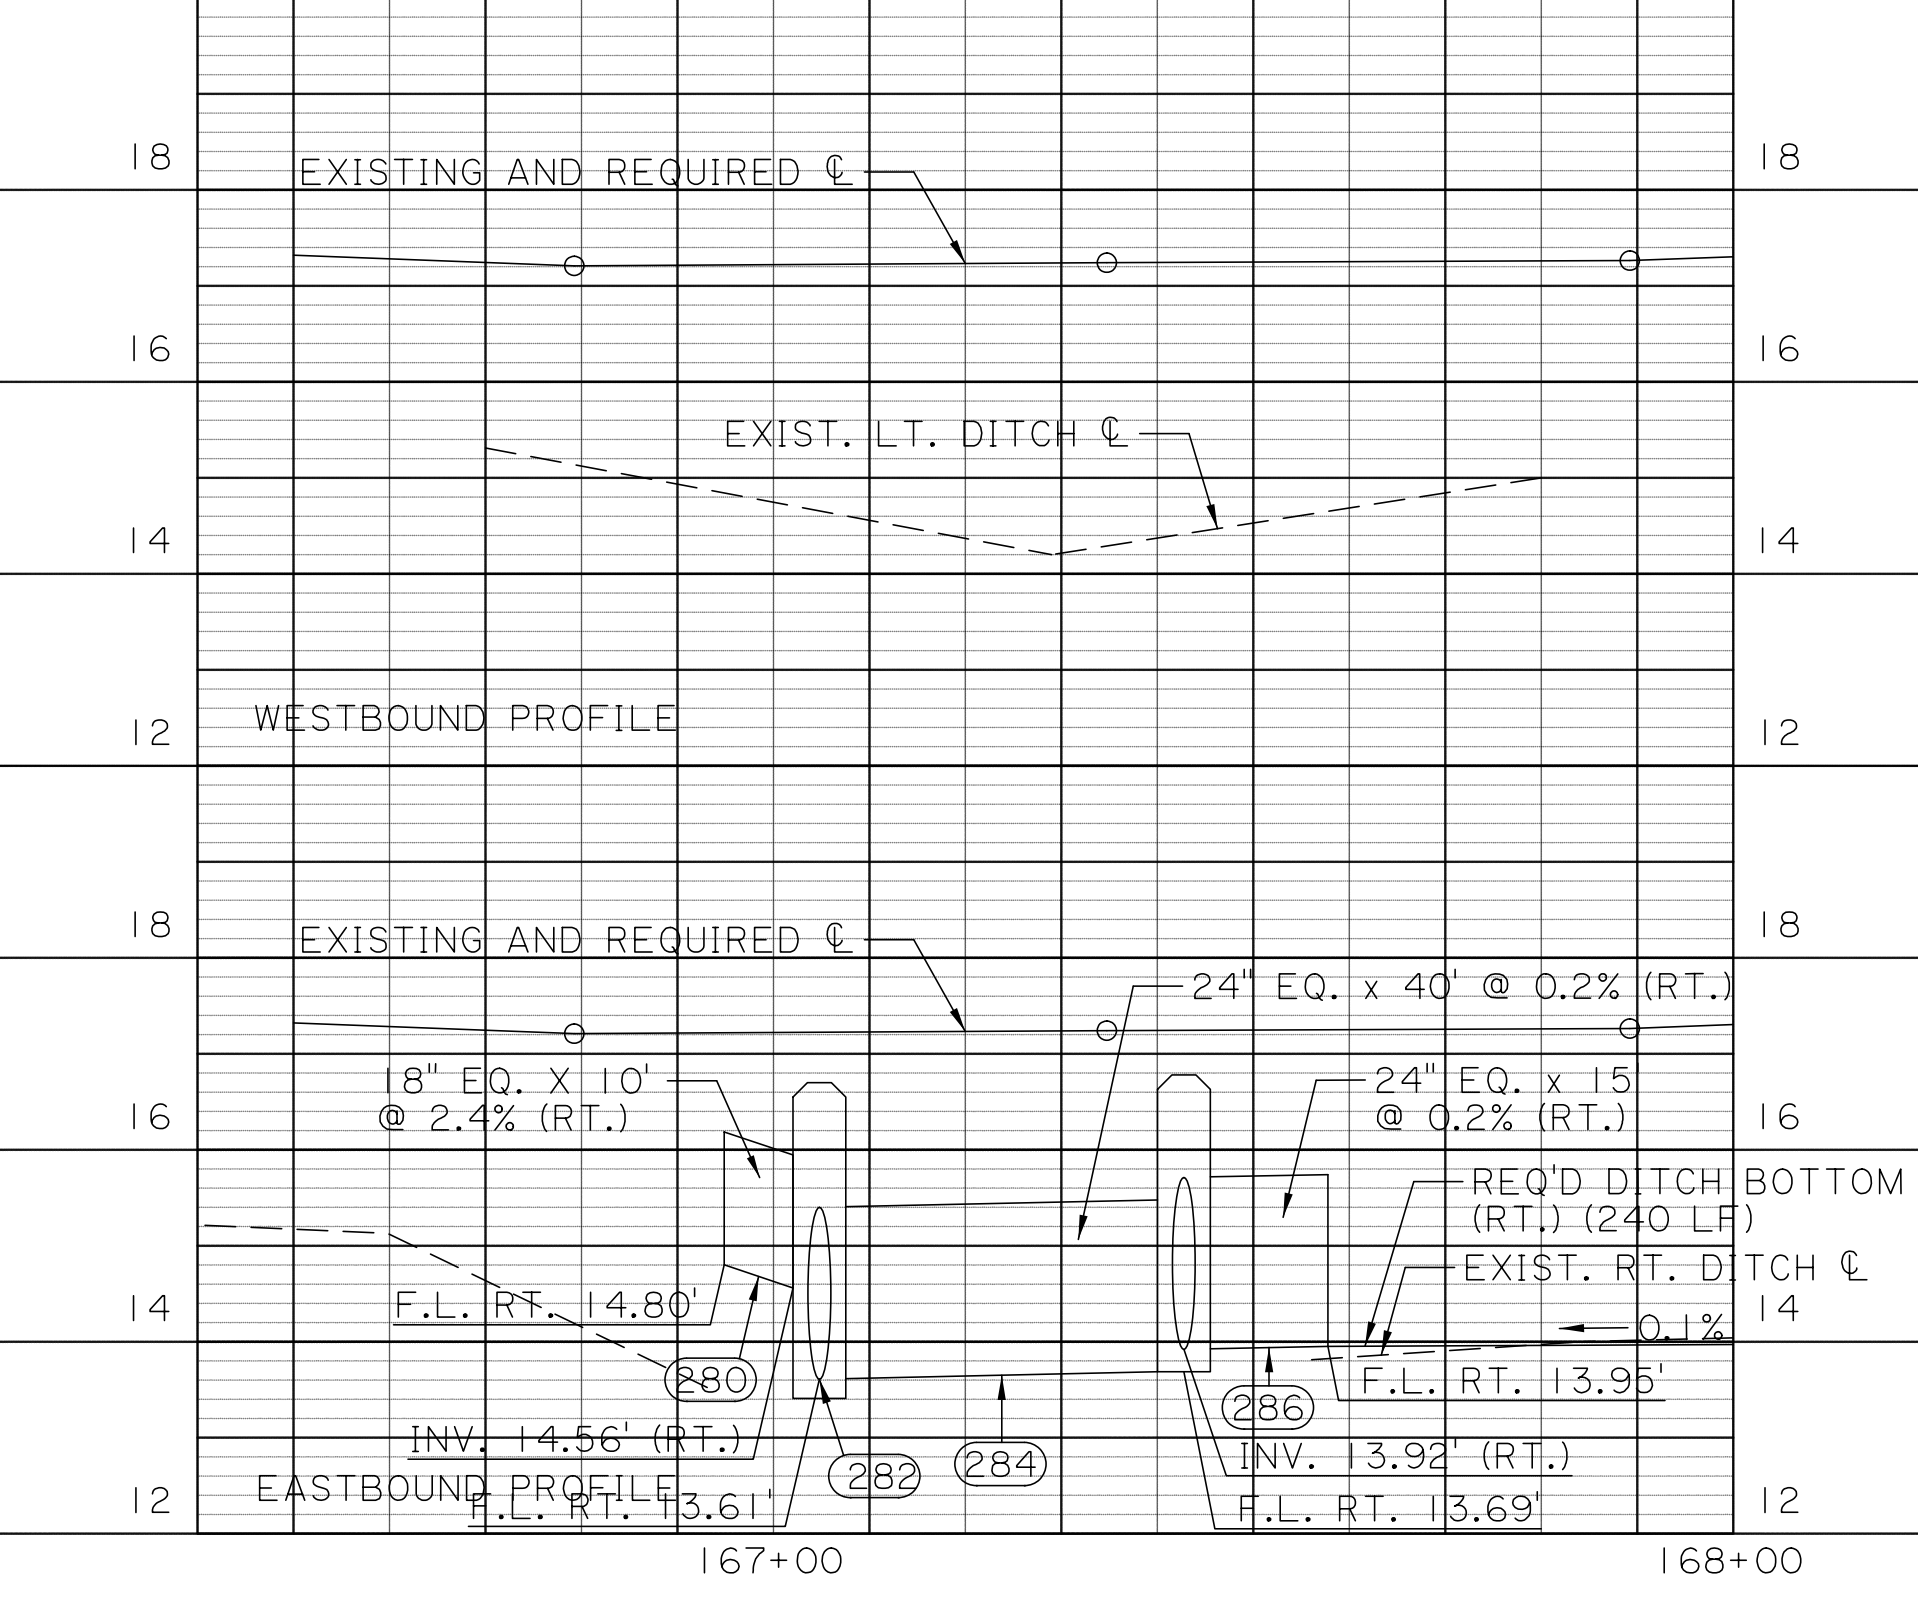 18 18
EXISTING AND REQUIRED ℄
16 16
EXIST. LT. DITCH ℄
14 14
WESTBOUND PROFILE
12 12
18 18
EXISTING AND REQUIRED ℄
24" EQ. x 40' @ 0.2% (RT.)
18" EQ. X 10'
@ 2.4% (RT.)
24" EQ. x 15'
@ 0.2% (RT.)
16 16
REQ'D DITCH BOTTOM
(RT.) (240 LF)
EXIST. RT. DITCH ℄
F.L. RT. 14.80'
14 14
0.1%
280
F.L. RT. 13.95'
286
INV. 14.56' (RT.)
INV. 13.92' (RT.)
282
284
EASTBOUND PROFILE
F.L. RT. 13.61'
F.L. RT. 13.69'
12 12
167+00 168+00